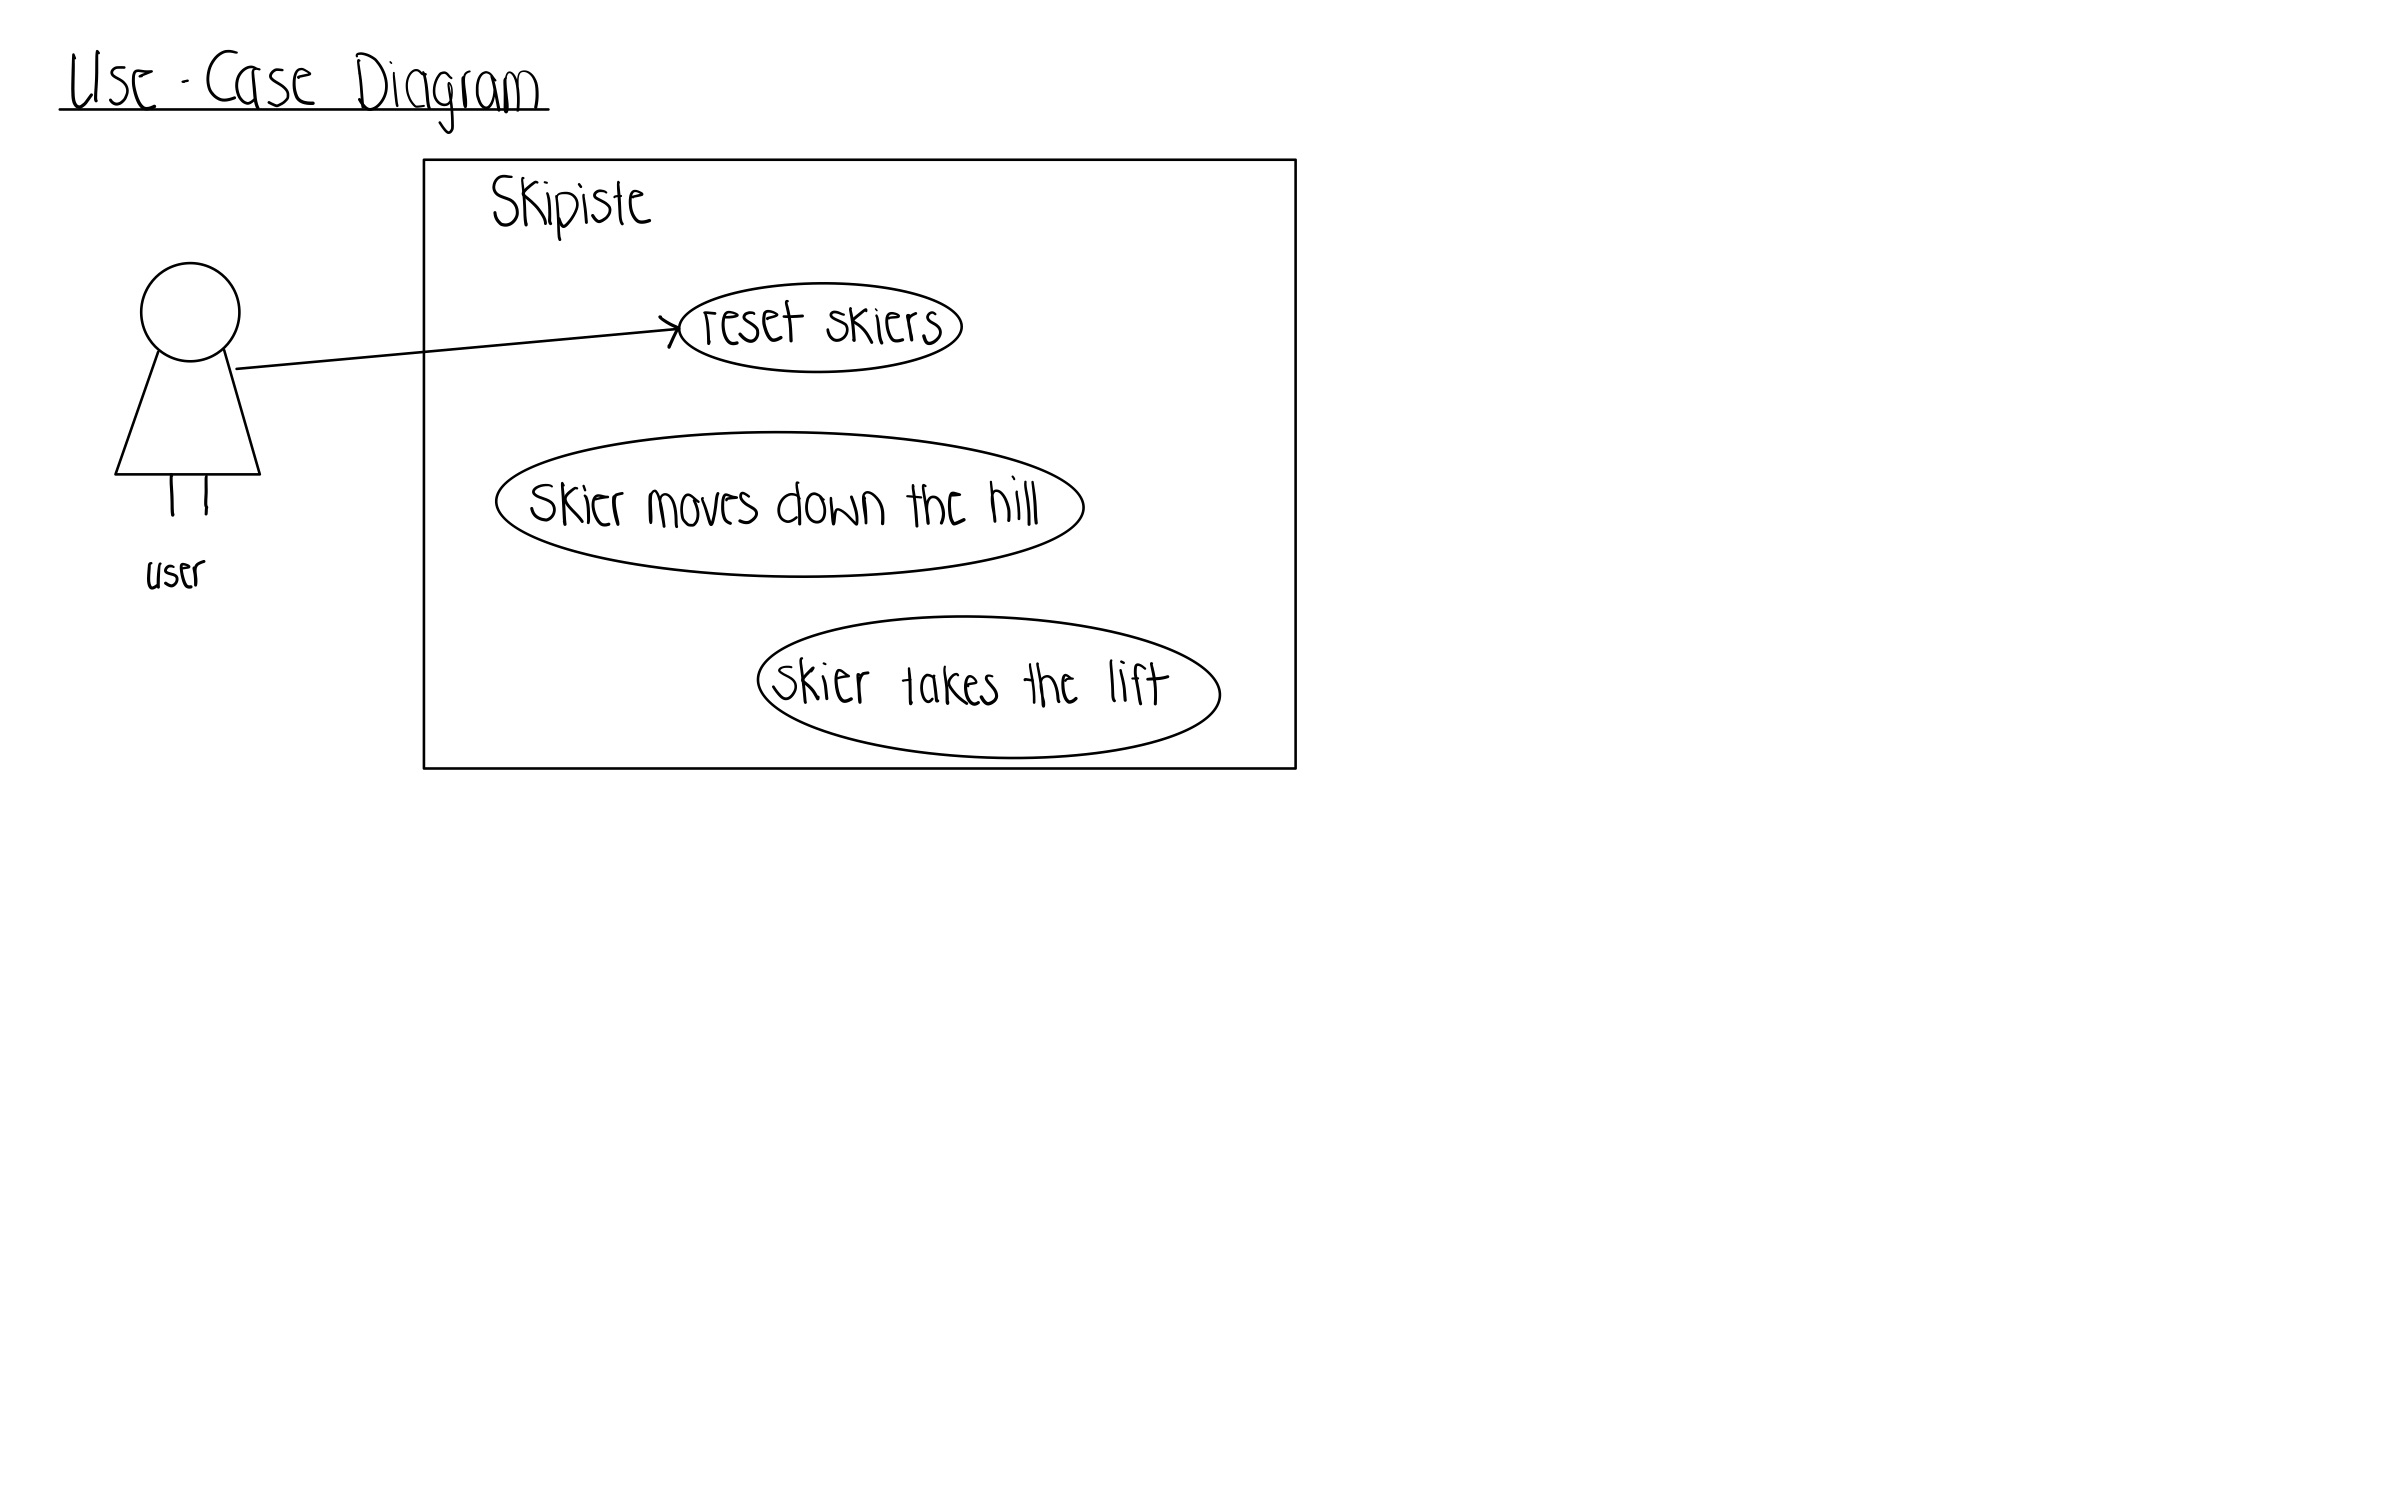 Use-Case Diagram
Skipiste
reset skiers
skier moves down the hill
user
skier takes the lift